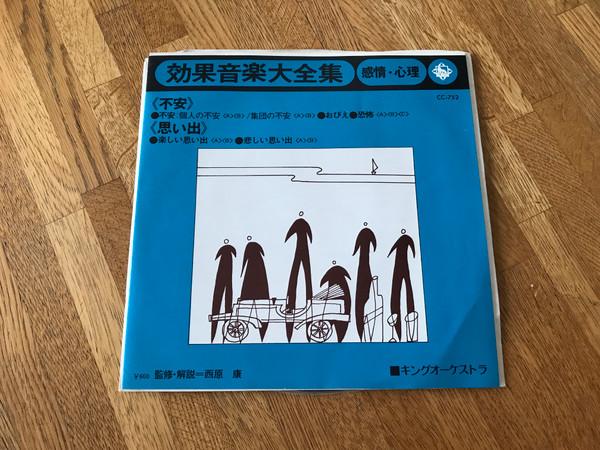 効果音楽大全集 感情・心理
CC-752
《不安》
●不安:個人の不安〈A〉〈B〉/集団の不安〈A〉〈B〉●おびえ●恐怖〈A〉〈B〉〈C〉
《思い出》
●楽しい思い出〈A〉〈B〉●悲しい思い出〈A〉〈B〉
¥600 監修・解説=西原 康
■キングオーケストラ